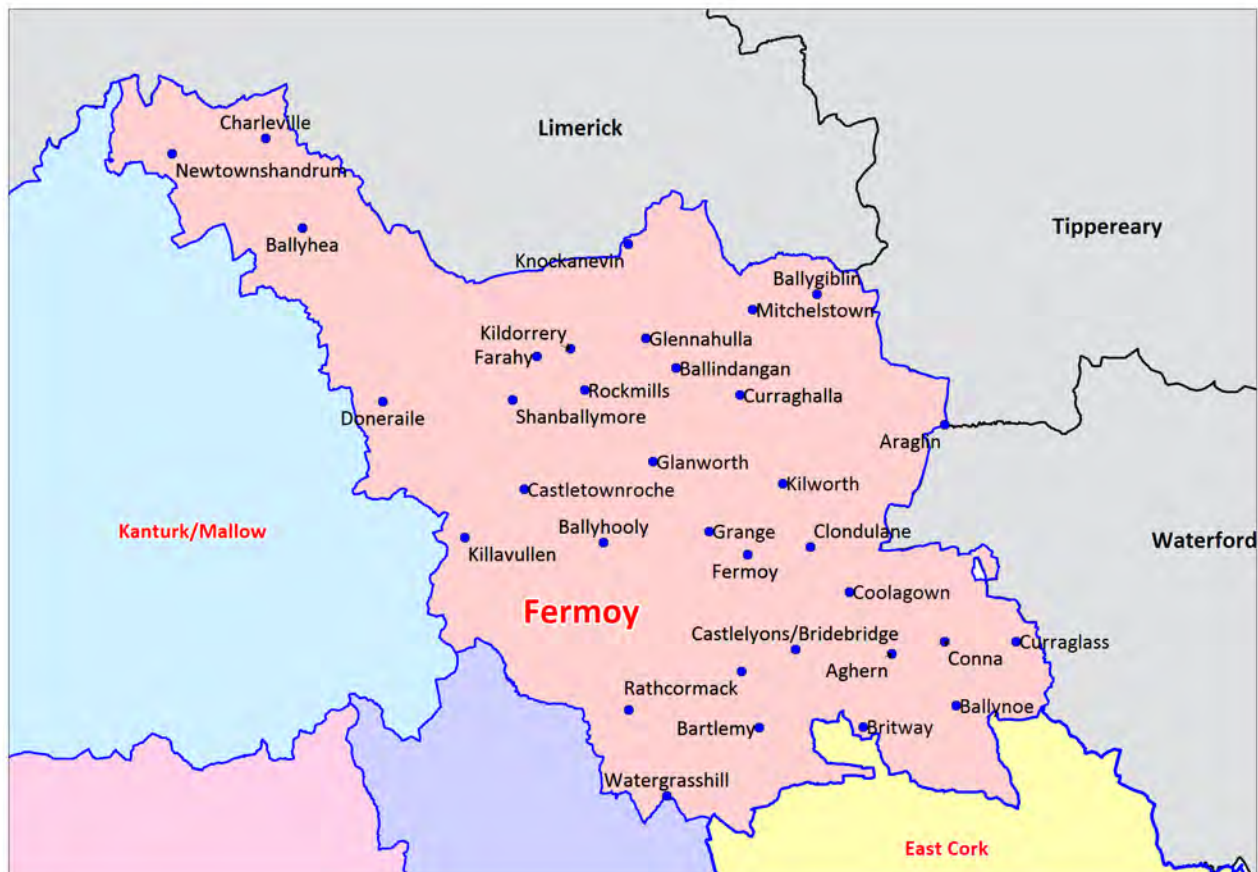 Charleville
Limerick
Newtownshandrum
Tippereary
Ballyhea
Knockanevin
Ballygiblin
Mitchelstown
Kildorrery
Glennahulla
Farahy
Ballindangan
Rockmills
Curraghalla
Doneraile
Shanballymore
Araghn
Glanworth
Kilworth
Castletownroche
Kanturk/Mallow
Ballyhooly
Grange
Clondulane
Waterford
Killavullen
Fermoy
Coolagown
Fermoy
Castlelyons/Bridebridge
Curraglass
Aghern
Conna
Rathcormack
Ballynoe
Bartlemy
Britway
Watergrasshill
East Cork